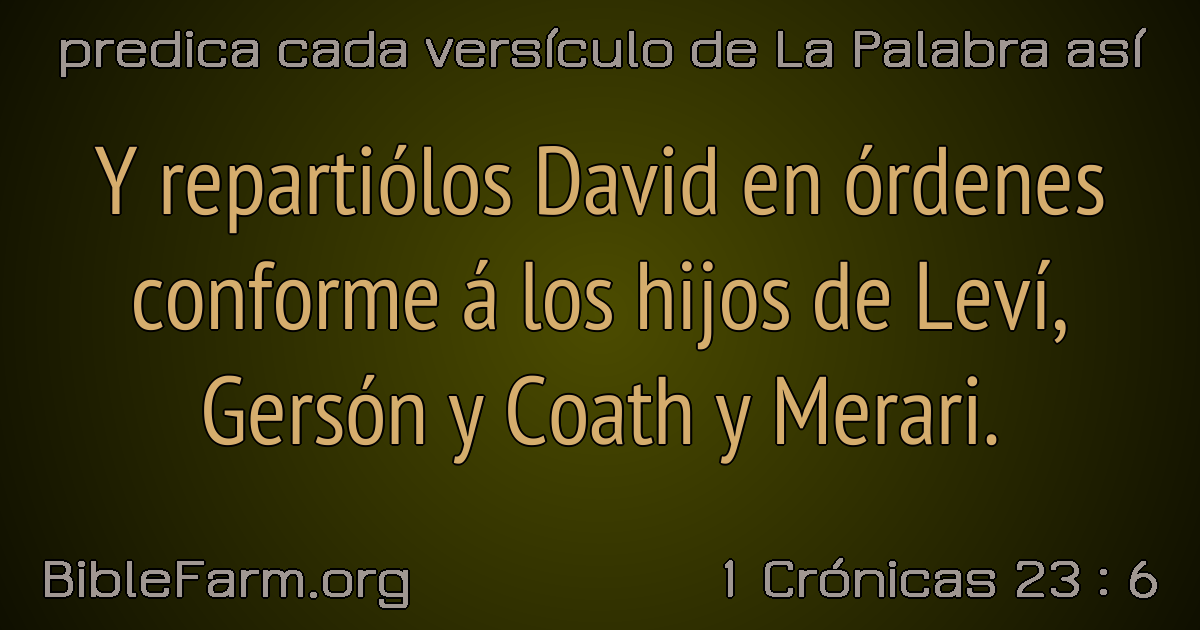 predica cada versículo de La Palabra así
Y repartiólos David en órdenes
conforme á los hijos de Leví,
Gersón y Coath y Merari.
BibleFarm.org
1 Crónicas 23 : 6